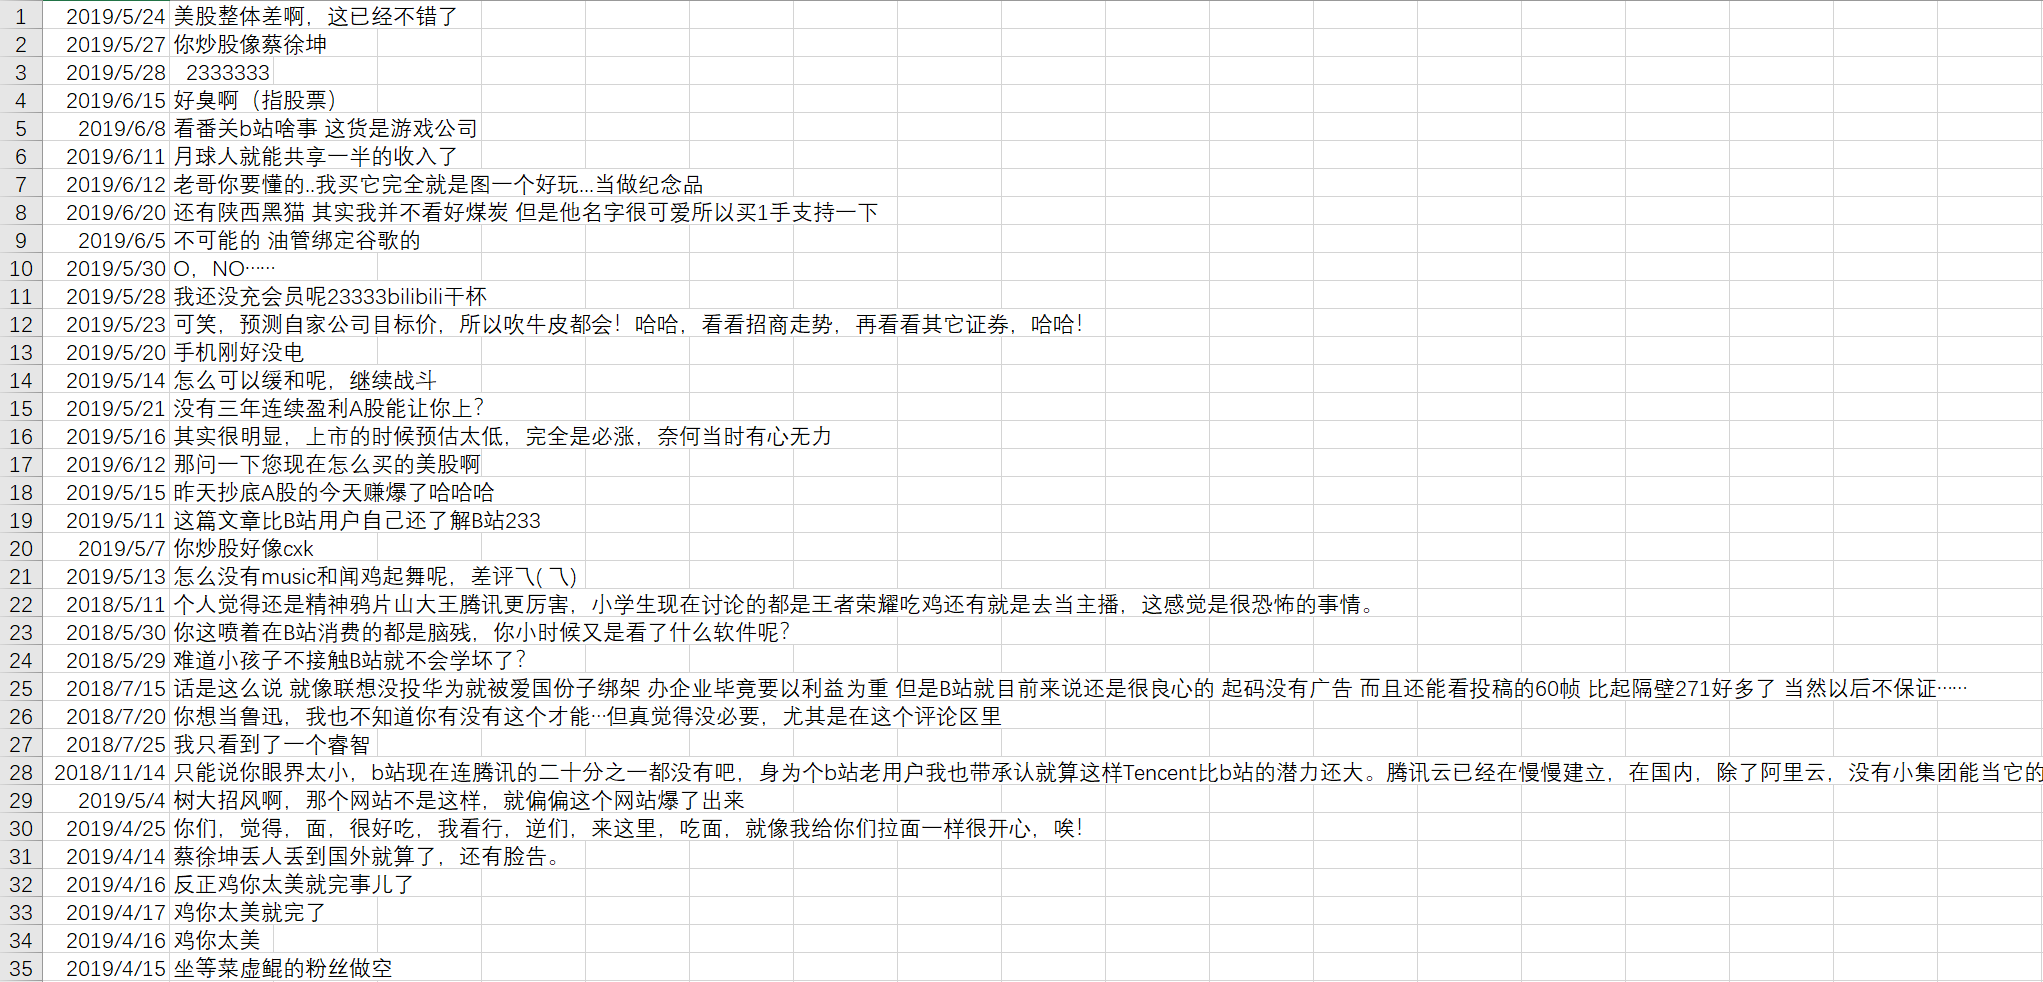 1 2019/5/24 美股整体差啊，这已经不错了
2 2019/5/27 你炒股像蔡徐坤
3 2019/5/28 2333333
4 2019/6/15 好臭啊（指股票）
5 2019/6/8 看番关b站啥事 这货是游戏公司
6 2019/6/11 月球人就能共享一半的收入了
7 2019/6/12 老哥你要懂的..我买它完全就是图一个好玩...当做纪念品
8 2019/6/20 还有陕西黑猫 其实我并不看好煤炭 但是他名字很可爱所以买1手支持一下
9 2019/6/5 不可能的 油管绑定谷歌的
10 2019/5/30 O，NO……
11 2019/5/28 我还没充会员呢23333bilibili干杯
12 2019/5/23 可笑，预测自家公司目标价，所以吹牛皮都会！哈哈，看看招商走势，再看看其它证券，哈哈！
13 2019/5/20 手机刚好没电
14 2019/5/14 怎么可以缓和呢，继续战斗
15 2019/5/21 没有三年连续盈利A股能让你上？
16 2019/5/16 其实很明显，上市的时候预估太低，完全是必涨，奈何当时有心无力
17 2019/6/12 那问一下您现在怎么买的美股啊
18 2019/5/15 昨天抄底A股的今天赚爆了哈哈哈
19 2019/5/11 这篇文章比B站用户自己还了解B站233
20 2019/5/7 你炒股好像cxk
21 2019/5/13 怎么没有music和闻鸡起舞呢，差评⺄( ⺄)
22 2018/5/11 个人觉得还是精神鸦片山大王腾讯更厉害，小学生现在讨论的都是王者荣耀吃鸡还有就是去当主播，这感觉是很恐怖的事情。
23 2018/5/30 你这喷着在B站消费的都是脑残，你小时候又是看了什么软件呢？
24 2018/5/29 难道小孩子不接触B站就不会学坏了？
25 2018/7/15 话是这么说 就像联想没投华为就被爱国份子绑架 办企业毕竟要以利益为重 但是B站就目前来说还是很良心的 起码没有广告 而且还能看投稿的60帧 比起隔壁271好多了 当然以后不保证……
26 2018/7/20 你想当鲁迅，我也不知道你有没有这个才能…但真觉得没必要，尤其是在这个评论区里
27 2018/7/25 我只看到了一个睿智
28 2018/11/14 只能说你眼界太小，b站现在连腾讯的二十分之一都没有吧，身为个b站老用户我也带承认就算这样Tencent比b站的潜力还大。腾讯云已经在慢慢建立，在国内，除了阿里云，没有小集团能当它的
29 2019/5/4 树大招风啊，那个网站不是这样，就偏偏这个网站爆了出来
30 2019/4/25 你们，觉得，面，很好吃，我看行，逆们，来这里，吃面，就像我给你们拉面一样很开心，唉！
31 2019/4/14 蔡徐坤丢人丢到国外就算了，还有脸告。
32 2019/4/16 反正鸡你太美就完事儿了
33 2019/4/17 鸡你太美就完了
34 2019/4/16 鸡你太美
35 2019/4/15 坐等菜虚鲲的粉丝做空